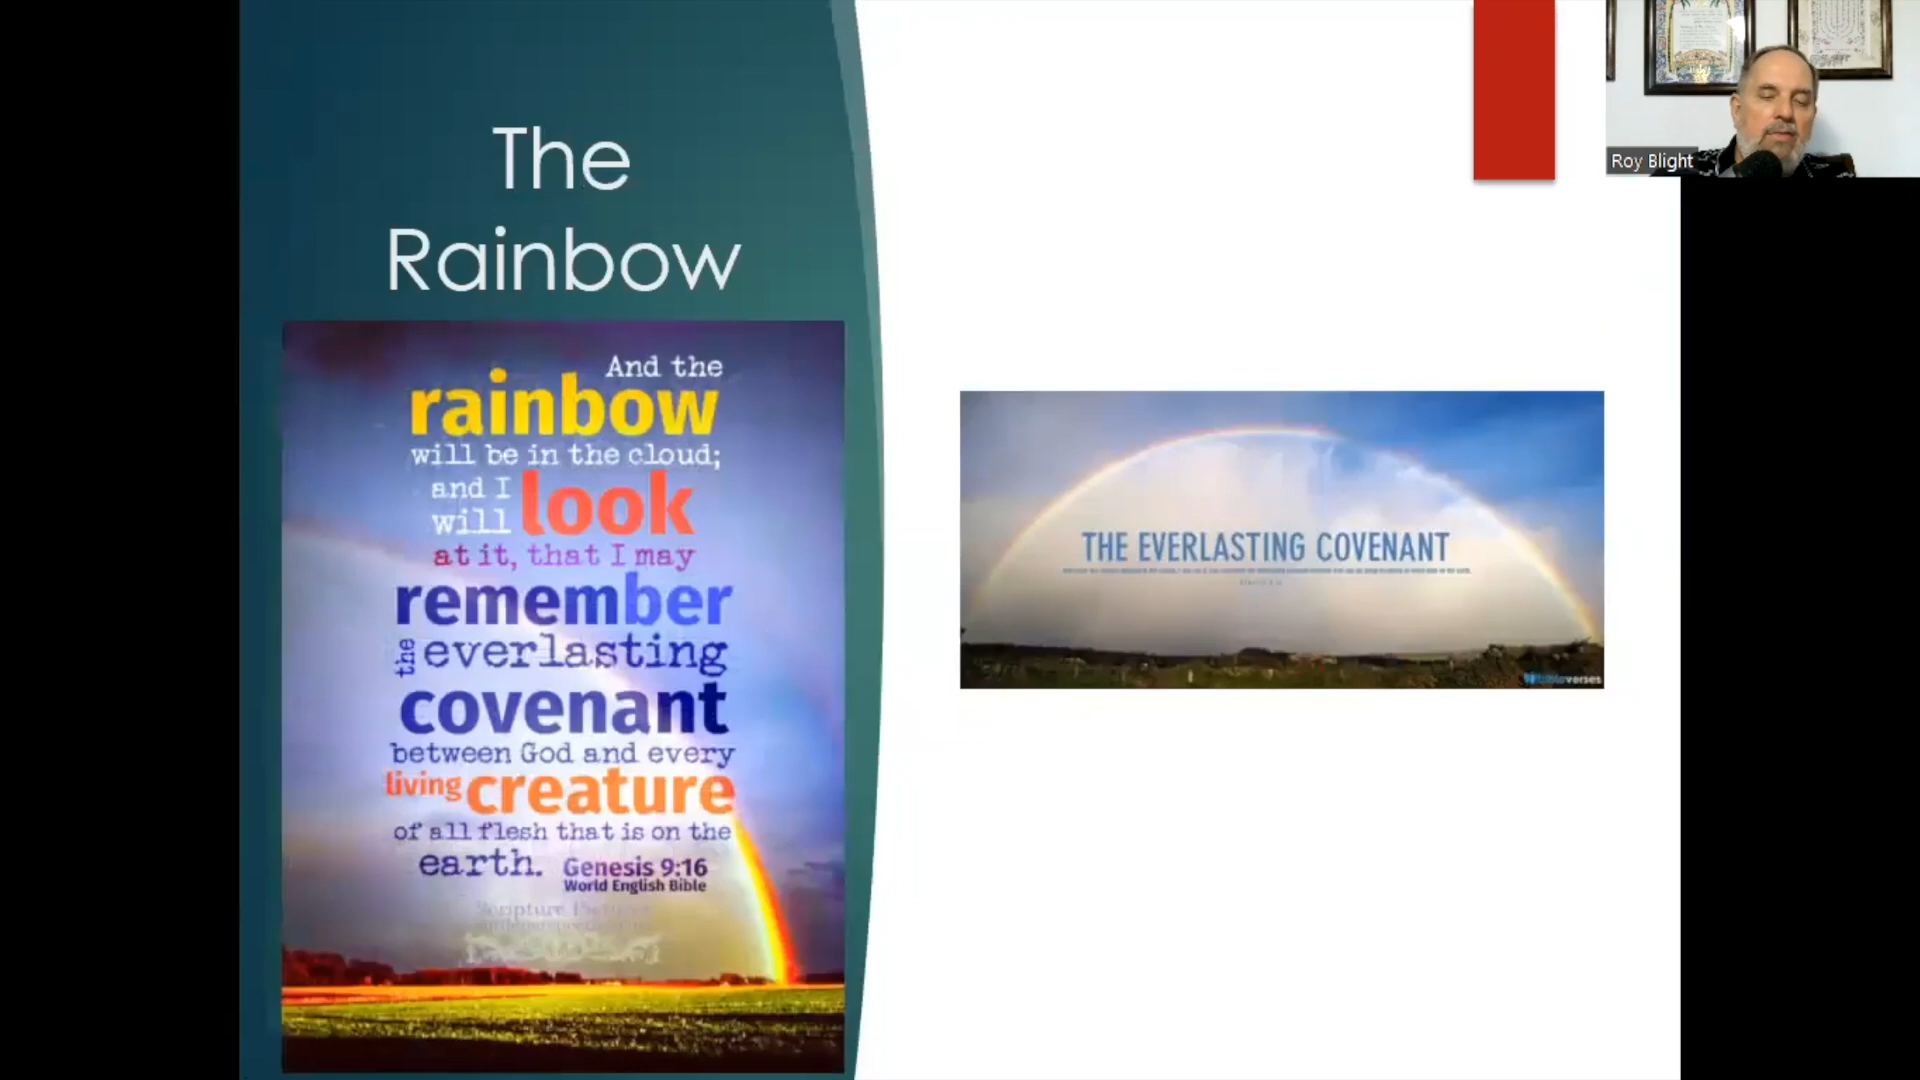 The
Rainbow
And the
rainbow
will be in the cloud;
and I
will look
at it, that I may
remember
the everlasting
covenant
between God and every
living creature
of all flesh that is on the
earth. Genesis 9:16
World English Bible
THE EVERLASTING COVENANT
Roy Blight